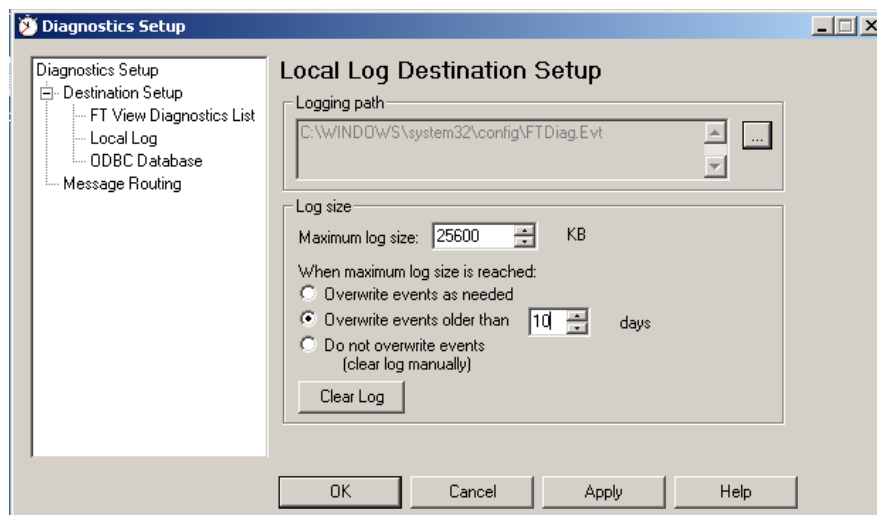 Diagnostics Setup
Diagnostics Setup
Destination Setup
FT View Diagnostics List
Local Log
ODBC Database
Message Routing
Local Log Destination Setup
Logging path
C:\WINDOWS\system32\config\FTDiag.Evt
...
Log size
Maximum log size: 25600 KB
When maximum log size is reached:
Overwrite events as needed
Overwrite events older than 10 days
Do not overwrite events
(clear log manually)
Clear Log
OK Cancel Apply Help